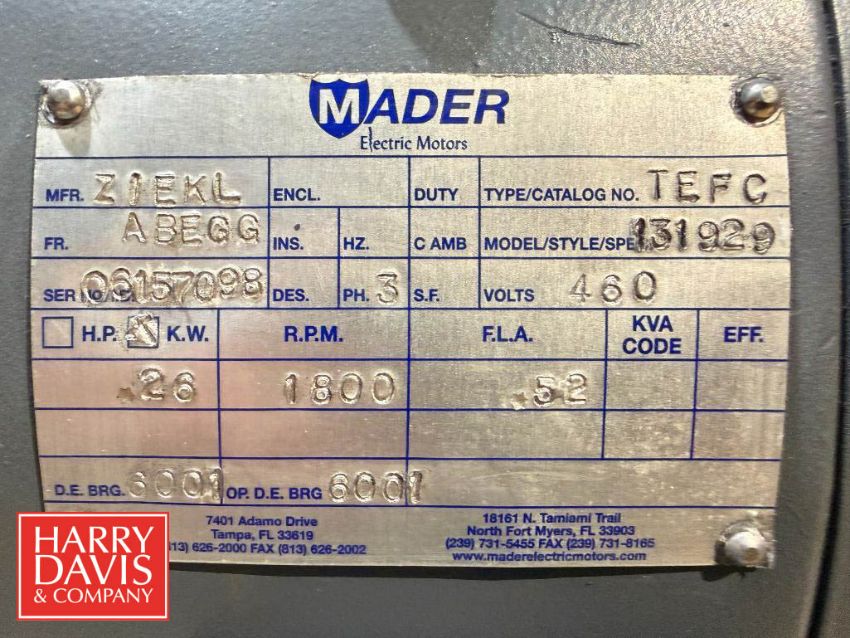 MADER
Electric Motors
MFR. ZIEKL ENCL. DUTY TYPE/CATALOG NO. TEFC
FR. ABEGG INS. HZ. C AMB MODEL/STYLE/SPE 131929
SER NO. 06157098 DES. PH. 3 S.F. VOLTS 460
H.P. X K.W. R.P.M. F.L.A. KVA CODE EFF.
.26 1800 .52
D.E. BRG. 6001 OP. D.E. BRG 6001
7401 Adamo Drive 18161 N. Tamiami Trail
Tampa, FL 33619 North Fort Myers, FL 33903
813) 626-2000 FAX (813) 626-2002 (239) 731-5455 FAX (239) 731-8165
www.maderelectricmotors.com
HARRY
DAVIS
& COMPANY